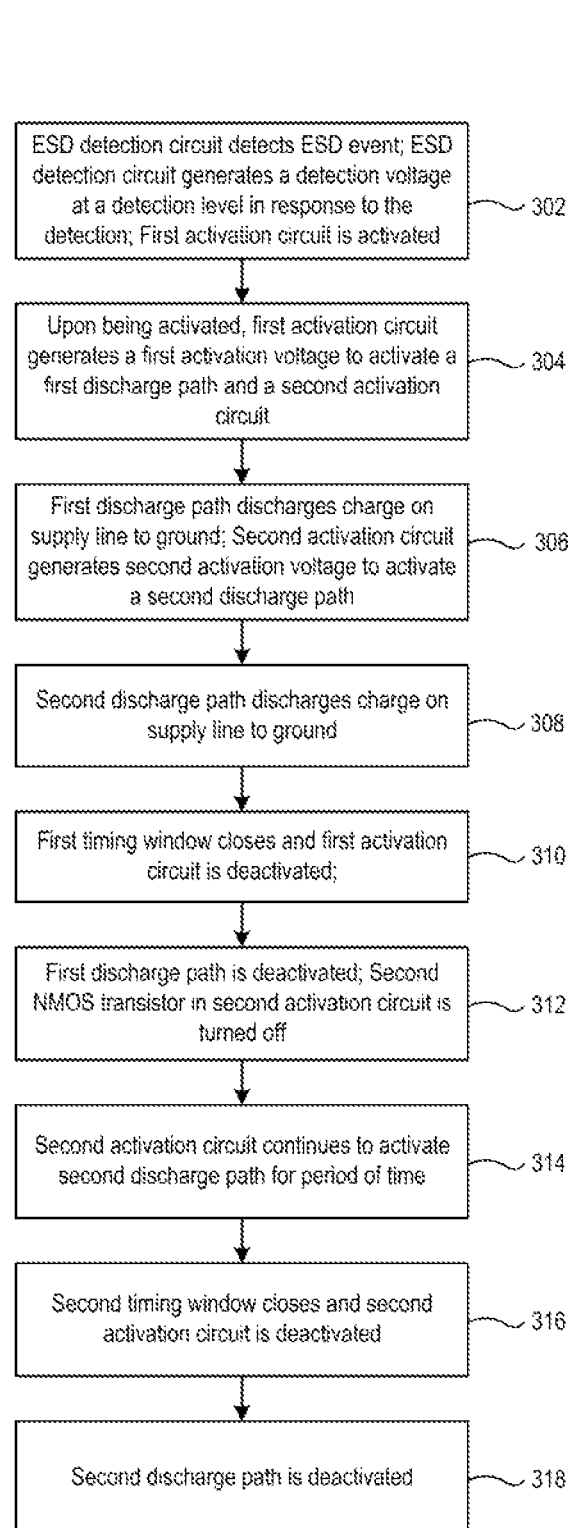 ESD detection circuit detects ESD event; ESD
detection circuit generates a detection voltage
at a detection level in response to the
detection; First activation circuit is activated
302
Upon being activated, first activation circuit
generates a first activation voltage to activate a
first discharge path and a second activation
circuit
304
First discharge path discharges charge on
supply line to ground; Second activation circuit
generates second activation voltage to activate
a second discharge path
306
Second discharge path discharges charge on
supply line to ground
308
First timing window closes and first activation
circuit is deactivated;
310
First discharge path is deactivated; Second
NMOS transistor in second activation circuit is
turned off
312
Second activation circuit continues to activate
second discharge path for period of time
314
Second timing window closes and second
activation circuit is deactivated
316
Second discharge path is deactivated
318